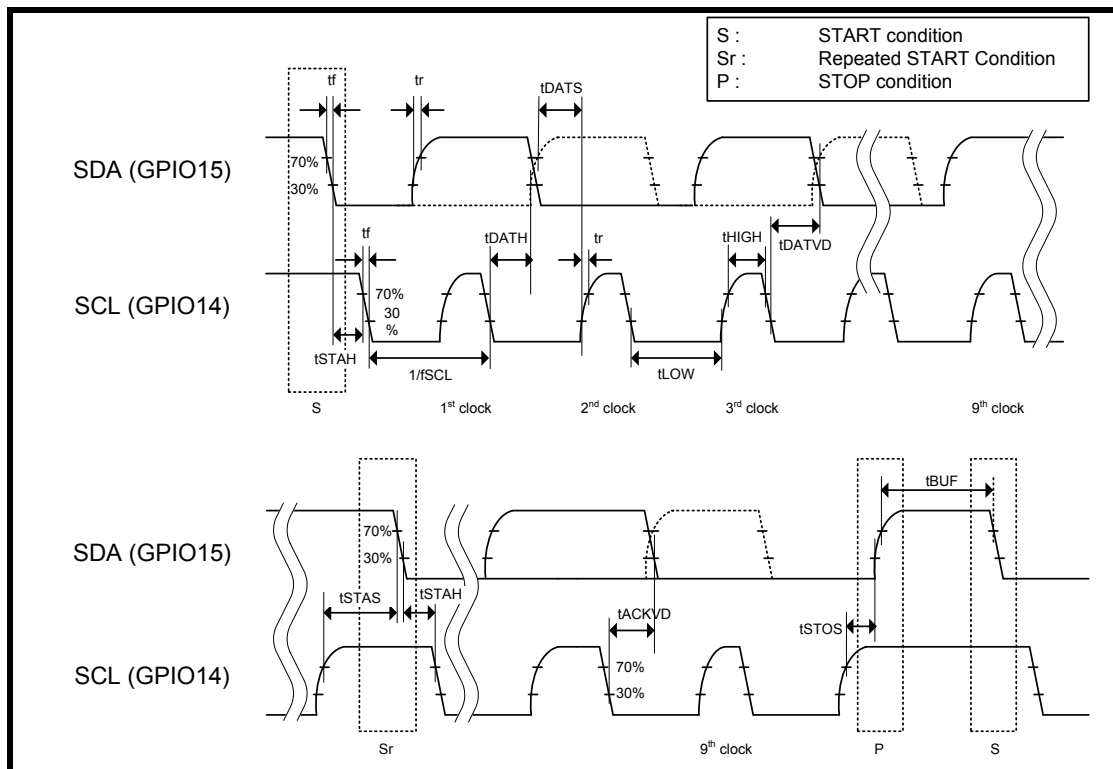 S : START condition
Sr : Repeated START Condition
P : STOP condition
tf
tr
tDATS
SDA (GPIO15)
70%
30%
tf
tDATH
tr
tHIGH
tDATVD
SCL (GPIO14)
70%
30
%
tSTAH
1/fSCL
tLOW
S
1st clock
2nd clock
3rd clock
9th clock
tBUF
SDA (GPIO15)
70%
30%
tSTAS
tSTAH
tACKVD
tSTOS
SCL (GPIO14)
70%
30%
Sr
9th clock
P
S